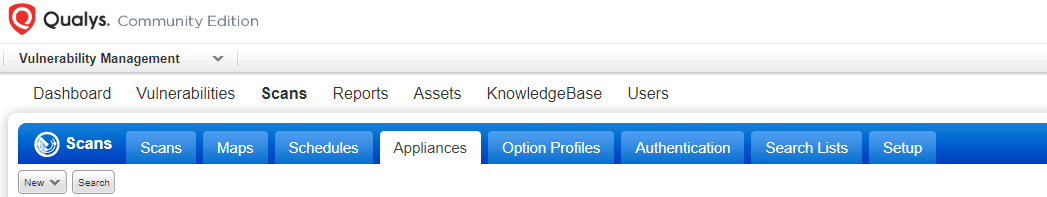 Qualys. Community Edition
Vulnerability Management
Dashboard Vulnerabilities Scans Reports Assets KnowledgeBase Users
Scans Scans Maps Schedules Appliances Option Profiles Authentication Search Lists Setup
New Search